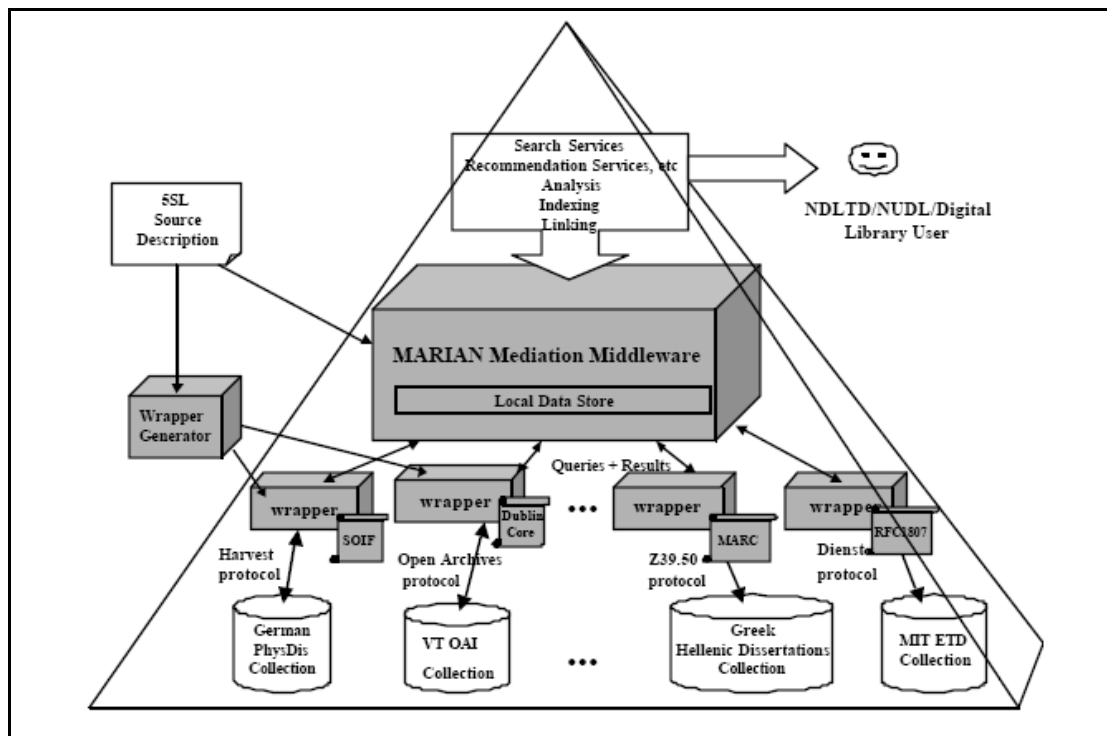 Search Services
Recommendation Services, etc
Analysis
Indexing
Linking
NDLTD/NUDL/Digital
Library User
5SL
Source
Description
MARIAN Mediation Middleware
Local Data Store
Wrapper
Generator
Queries + Results
wrapper
SOIF
wrapper
Dublin
Core
...
wrapper
MARC
wrapper
RFC1807
Harvest
protocol
Open Archives
protocol
Z39.50
protocol
Dienst
protocol
German
PhysDis
Collection
VT OAI
Collection
...
Greek
Hellenic Dissertations
Collection
MIT ETD
Collection